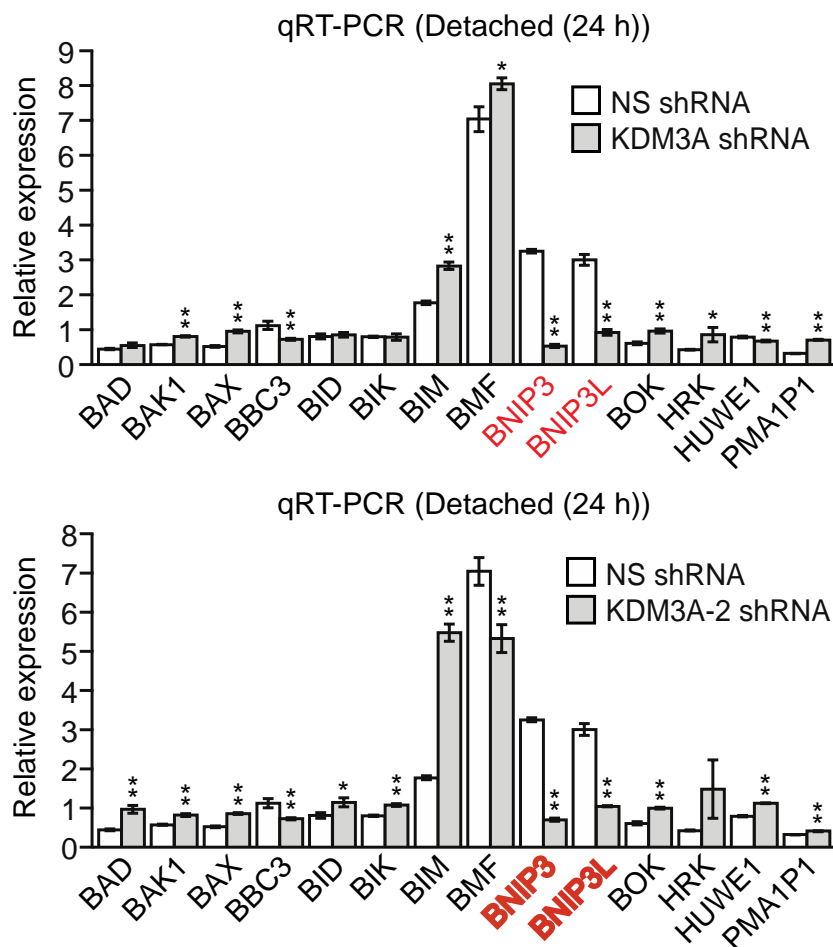 qRT-PCR (Detached (24 h))
9
8
7
6
5
4
3
2
1
0
Relative expression
NS shRNA
KDM3A shRNA
** ** ** ** * ** ** ** * ** **
BAD BAK1 BAX BBC3 BID BIK BIM BMF BNIP3 BNIP3L BOK HRK HUWE1 PMA1P1
qRT-PCR (Detached (24 h))
8
7
6
5
4
3
2
1
0
Relative expression
NS shRNA
KDM3A-2 shRNA
** ** ** ** * ** ** ** ** ** ** ** **
BAD BAK1 BAX BBC3 BID BIK BIM BMF BNIP3 BNIP3L BOK HRK HUWE1 PMA1P1